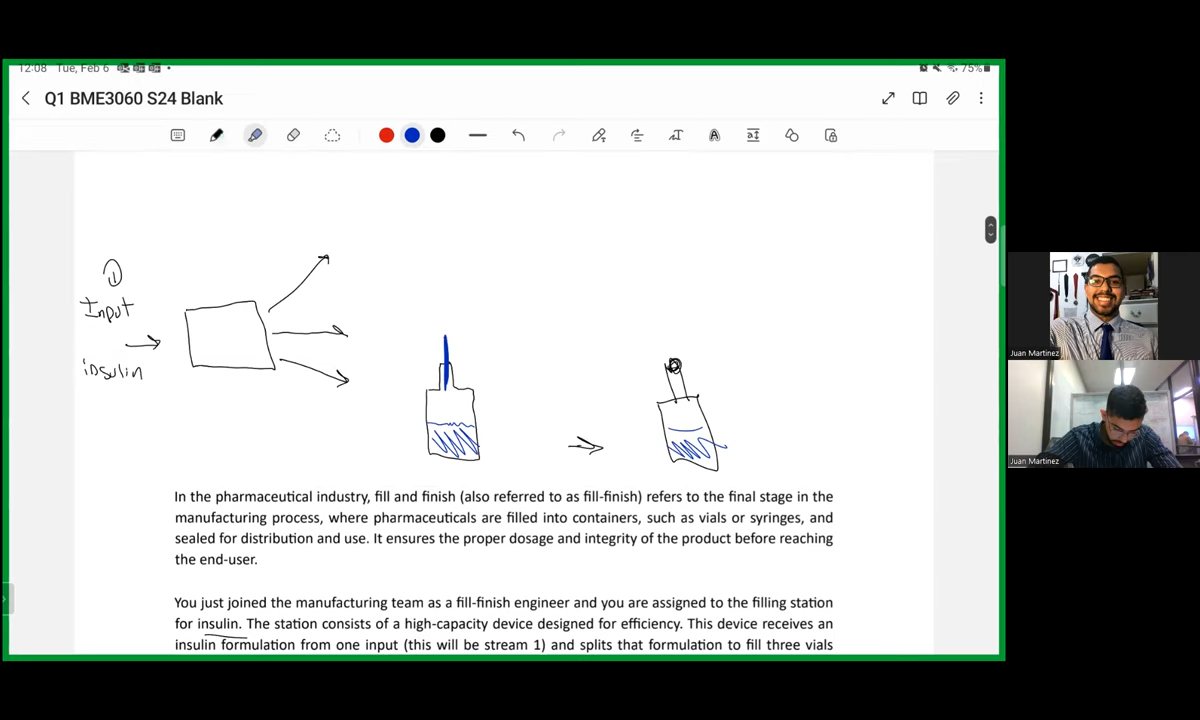 12:08 Tue, Feb 6
75%
Q1 BME3060 S24 Blank
①
Input
insulin
In the pharmaceutical industry, fill and finish (also referred to as fill-finish) refers to the final stage in the
manufacturing process, where pharmaceuticals are filled into containers, such as vials or syringes, and
sealed for distribution and use. It ensures the proper dosage and integrity of the product before reaching
the end-user.
You just joined the manufacturing team as a fill-finish engineer and you are assigned to the filling station
for insulin. The station consists of a high-capacity device designed for efficiency. This device receives an
insulin formulation from one input (this will be stream 1) and splits that formulation to fill three vials
Juan Martinez
Juan Martinez